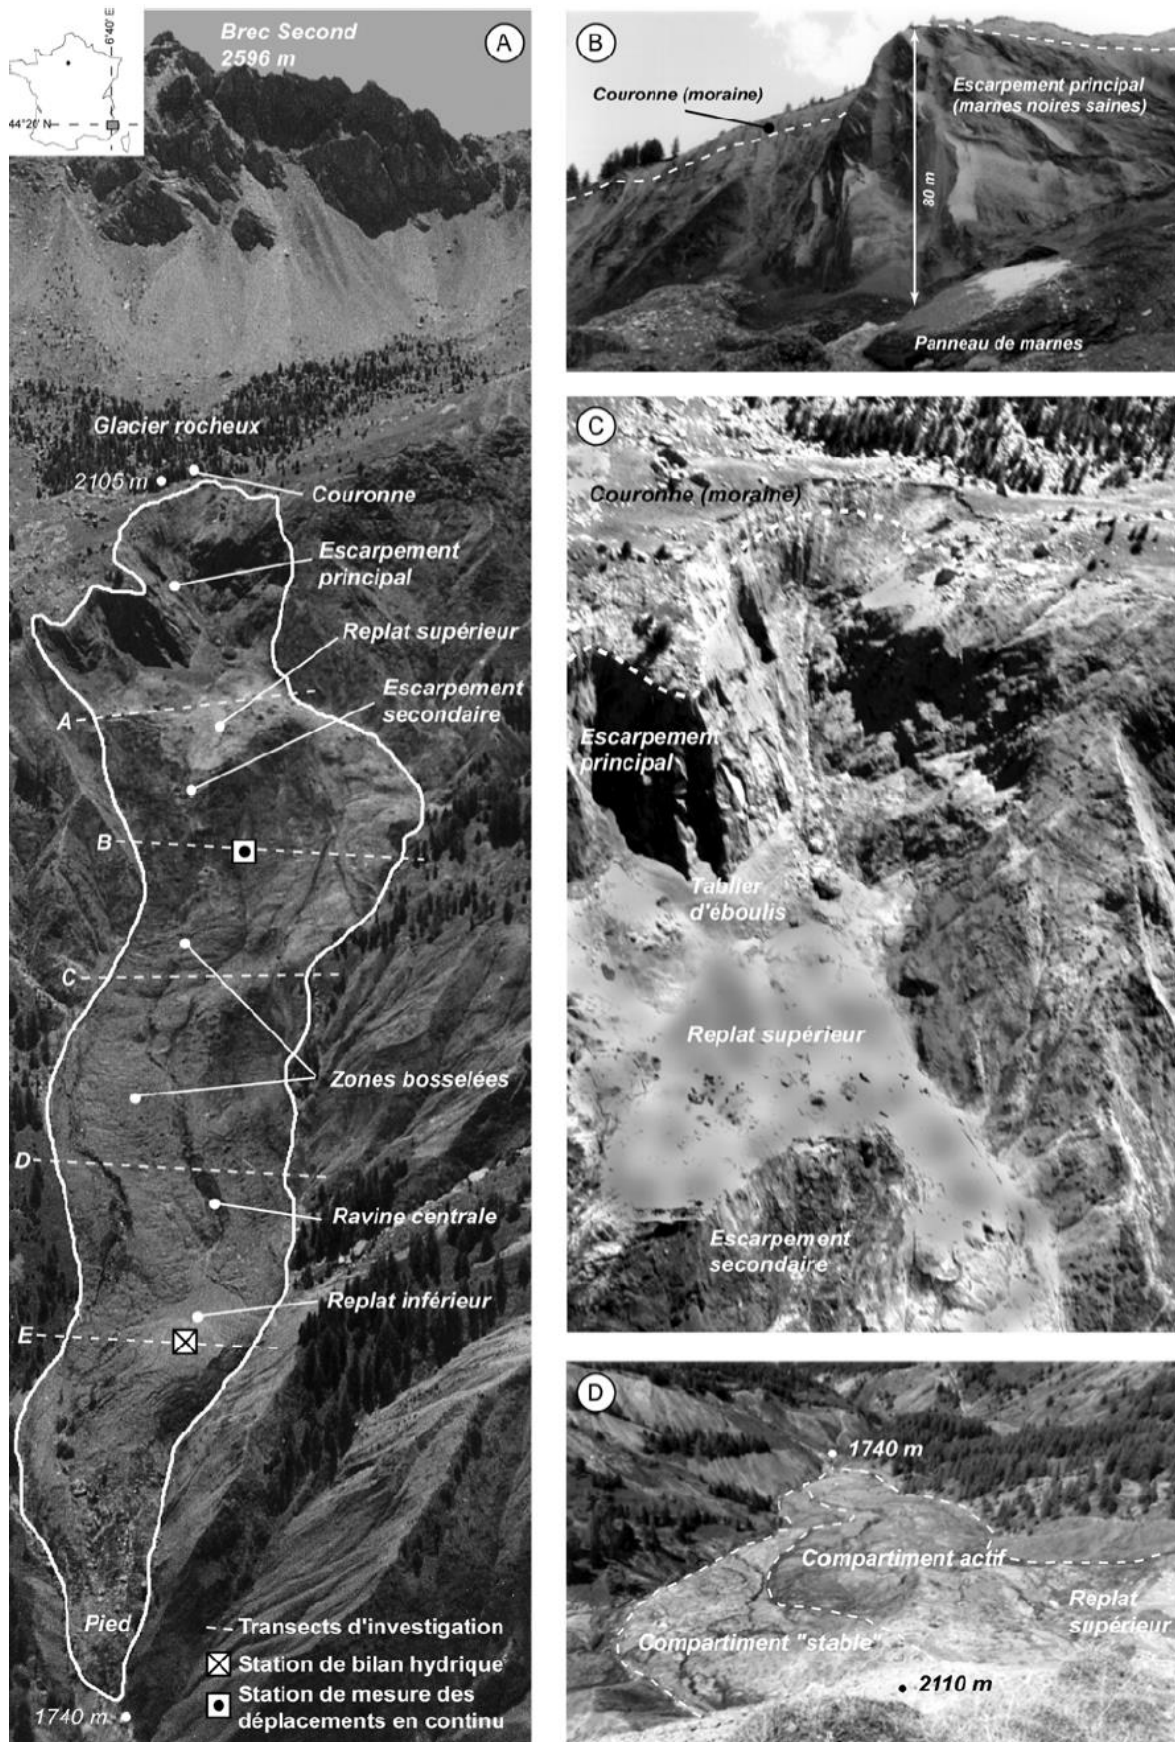 6°40' E
44°20' N
Brec Second
2596 m
A
Glacier rocheux
2105 m
Couronne
Escarpement
principal
Replat supérieur
Escarpement
secondaire
A
B
C
Zones bosselées
D
Ravine centrale
Replat inférieur
E
Pied
Transects d'investigation
Station de bilan hydrique
Station de mesure des
déplacements en continu
1740 m
B
Couronne (moraine)
Escarpement principal
(marnes noires saines)
80 m
Panneau de marnes
C
Couronne (moraine)
Escarpement
principal
Tablier
d'éboulis
Replat supérieur
Escarpement
secondaire
D
1740 m
Compartiment actif
Replat
supérieur
Compartiment "stable"
2110 m